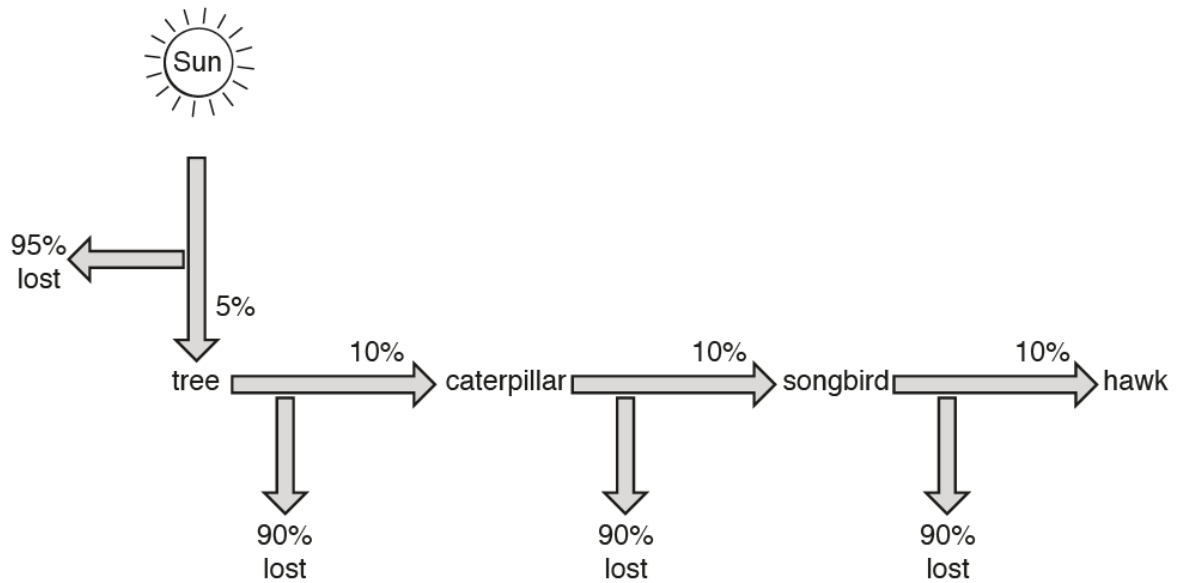 Sun
95%
lost
5%
10%
10%
10%
tree
caterpillar
songbird
hawk
90%
lost
90%
lost
90%
lost